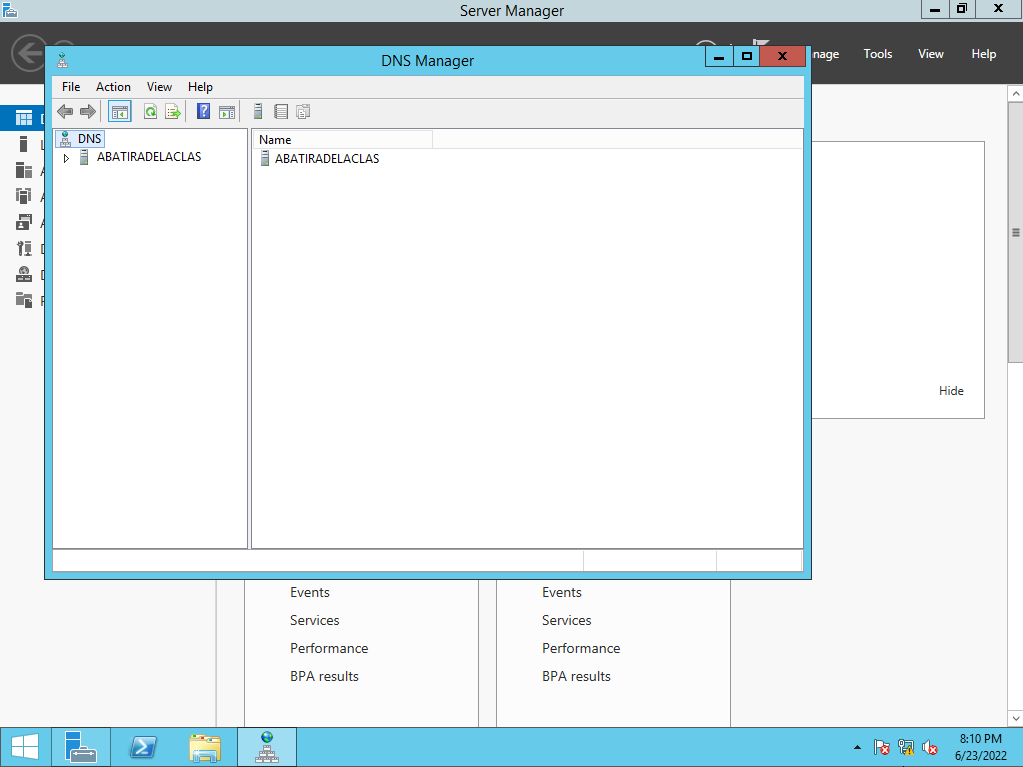 Server Manager
nage Tools View Help
DNS Manager
File Action View Help
DNS
ABATIRADELACLAS
Name
ABATIRADELACLAS
Hide
Events
Services
Performance
BPA results
Events
Services
Performance
BPA results
8:10 PM
6/23/2022